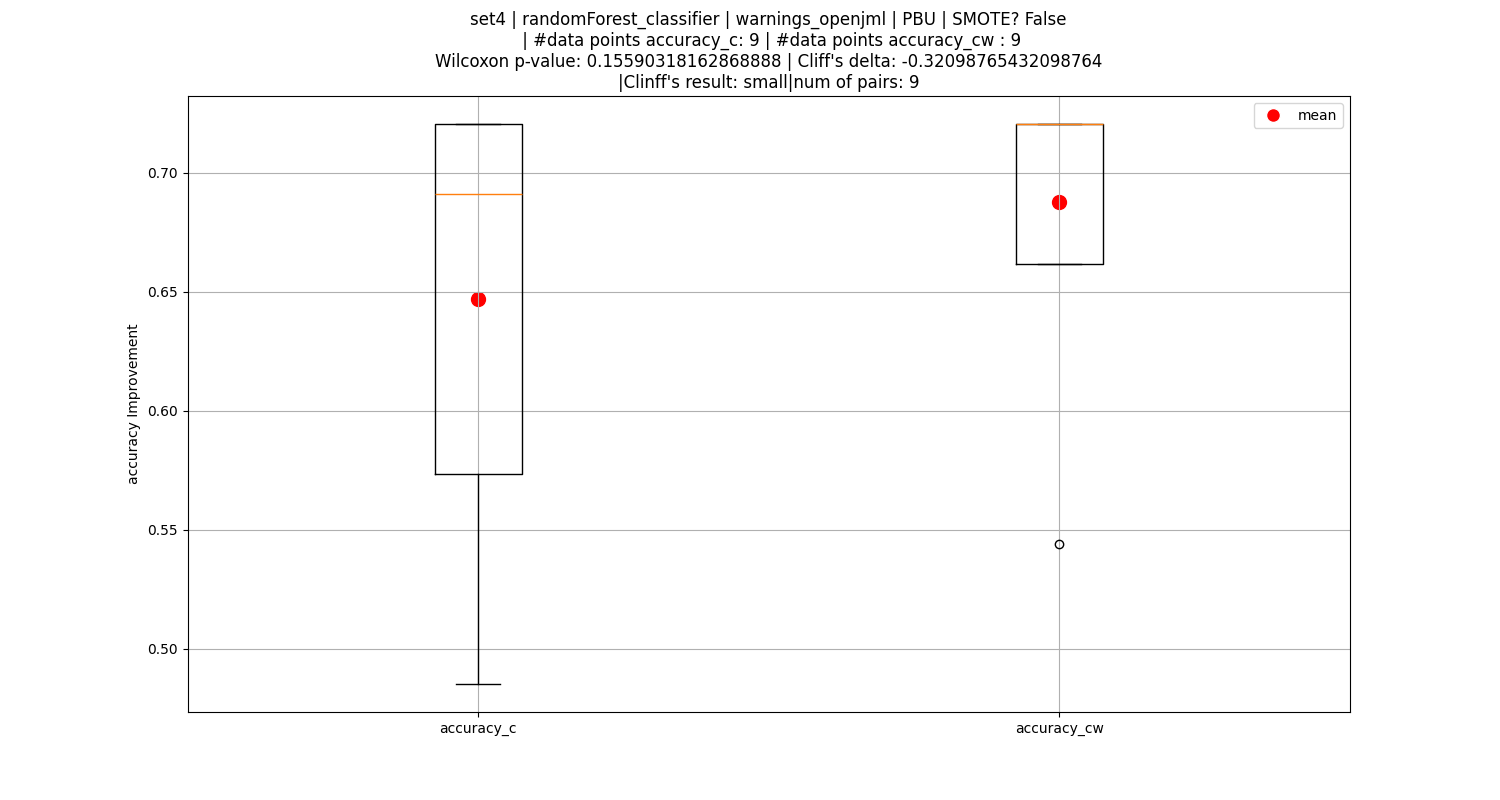 set4 | randomForest_classifier | warnings_openjml | PBU | SMOTE? False
| #data points accuracy_c: 9 | #data points accuracy_cw : 9
Wilcoxon p-value: 0.15590318162868888 | Cliff's delta: -0.32098765432098764
|Clinff's result: small|num of pairs: 9
mean
0.70
0.65
0.60
0.55
0.50
accuracy Improvement
accuracy_c
accuracy_cw